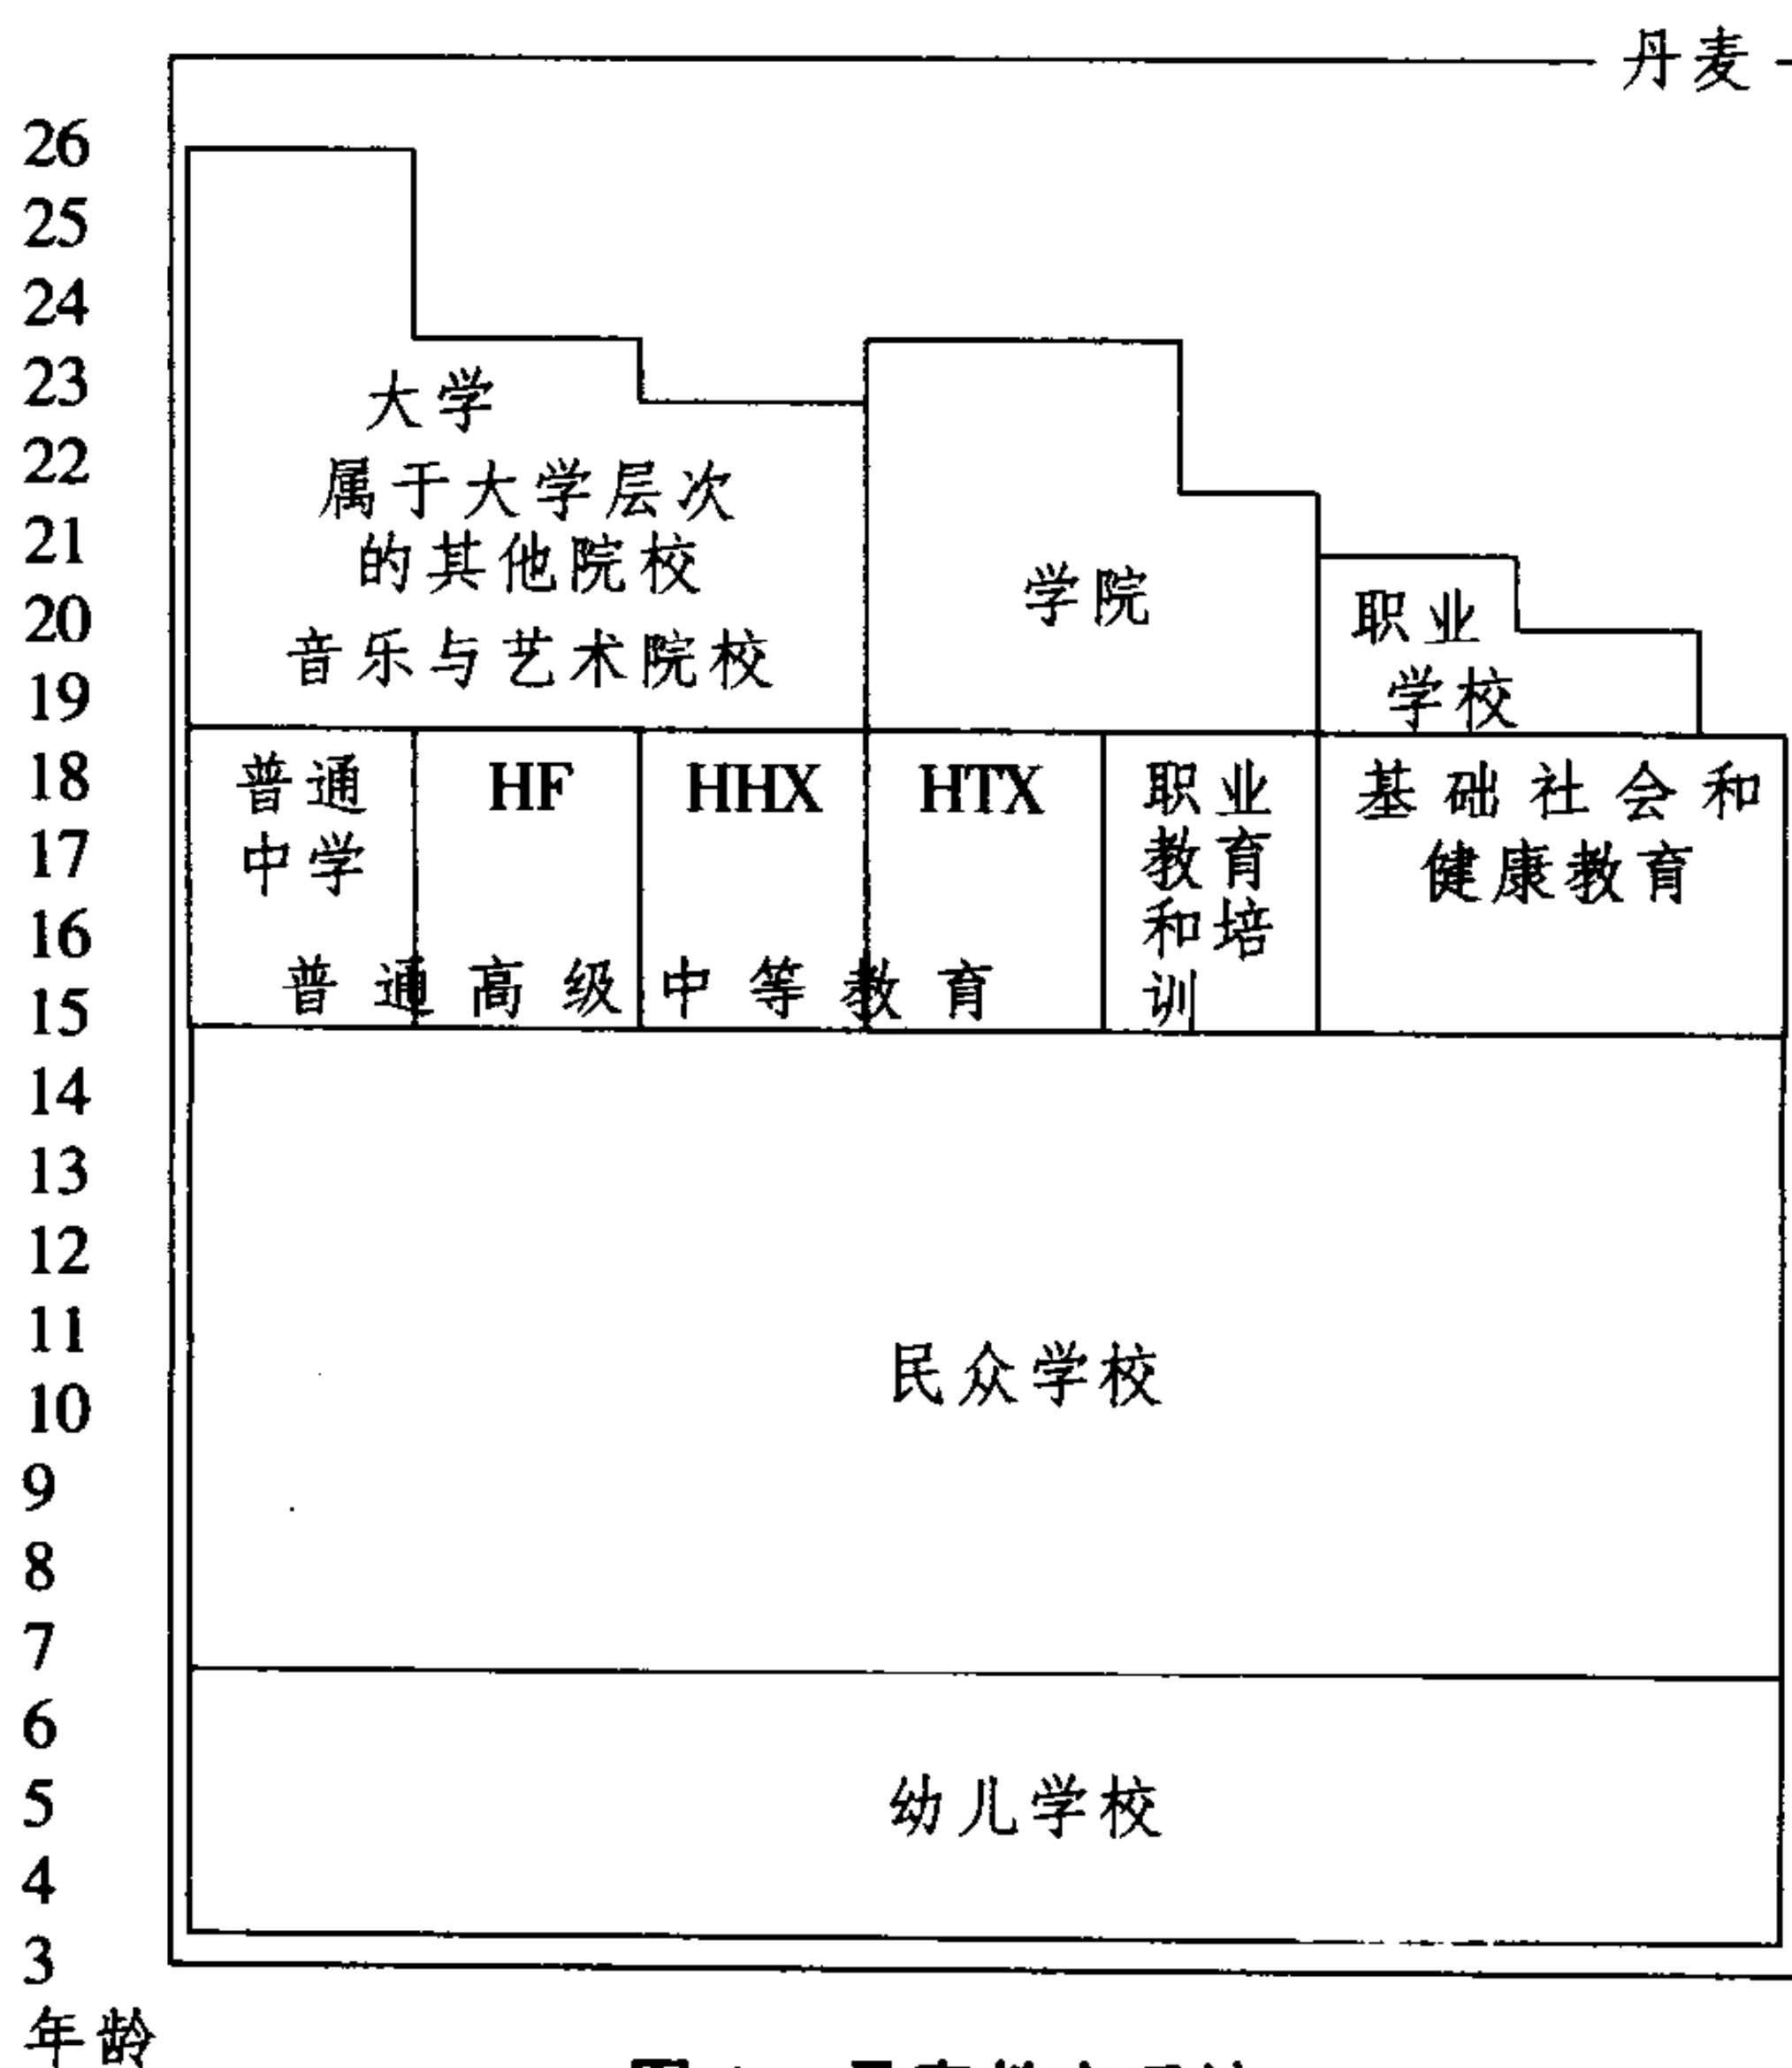 丹麦
26
25
24
23
22
21
20
19
18
17
16
15
14
13
12
11
10
9
8
7
6
5
4
3
年龄
大学
属于大学层次
的其他院校
音乐与艺术院校
学院
职业
学校
普通
中学
HF
HHX
HTX
职业
教育
和培
训
基础社会和
健康教育
普通高级中等教育
民众学校
幼儿学校